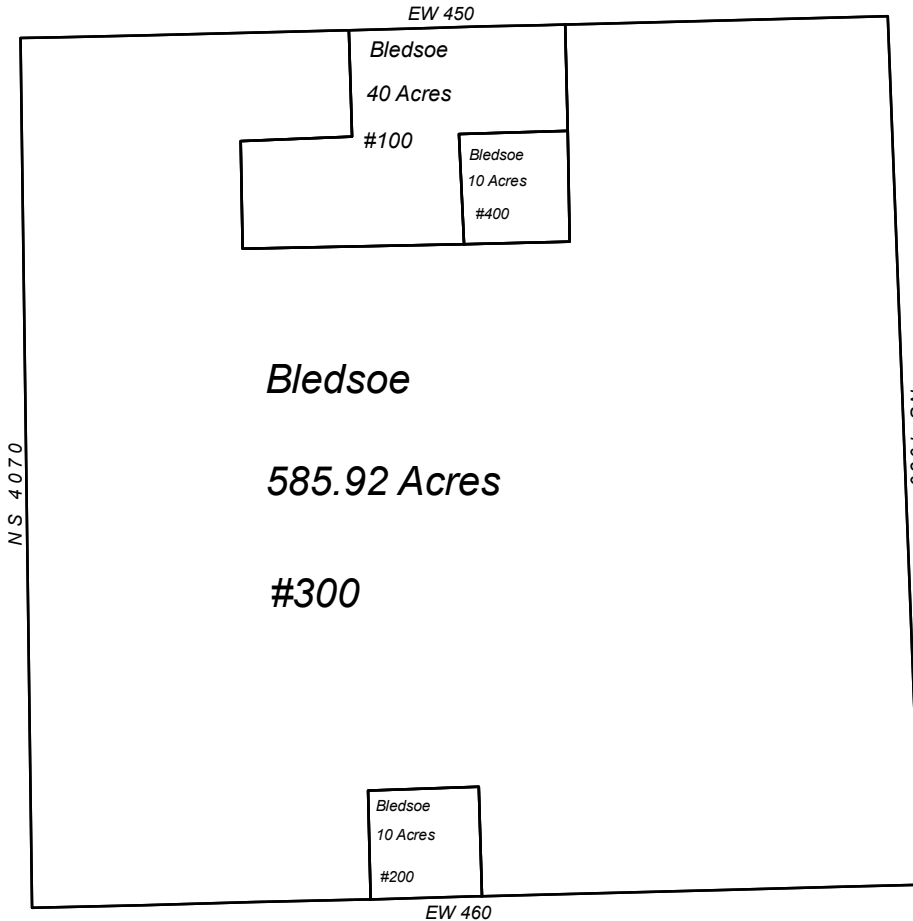 EW 450
Bledsoe
40 Acres
#100
Bledsoe
10 Acres
#400
Bledsoe
585.92 Acres
#300
NS 4070
Bledsoe
10 Acres
#200
EW 460